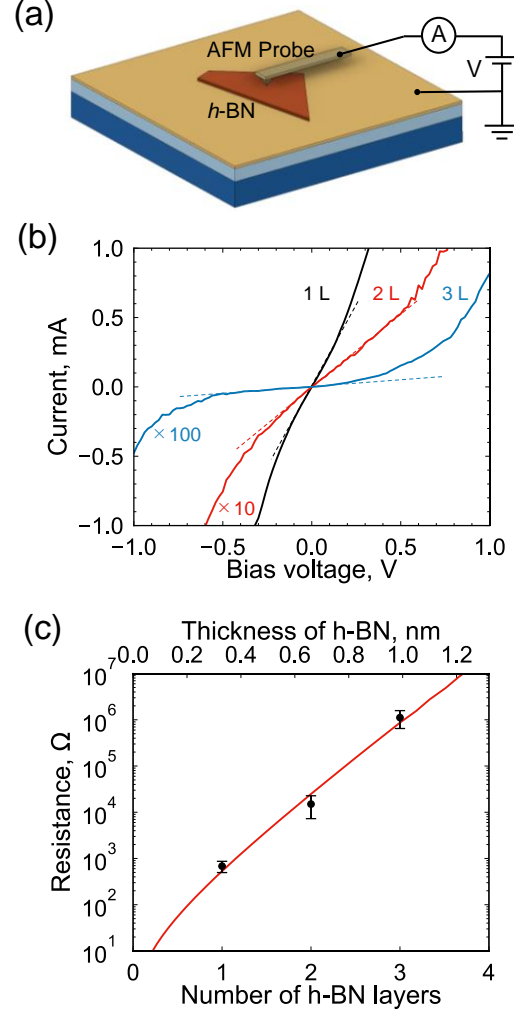 (a)
AFM Probe
A
V
h-BN
(b)
1.0
0.5
0.0
−0.5
−1.0
Current, mA
1 L
2 L
3 L
× 100
× 10
−1.0 −0.5 0.0 0.5 1.0
Bias voltage, V
(c)
Thickness of h-BN, nm
0.0 0.2 0.4 0.6 0.8 1.0 1.2
10^7
10^6
10^5
10^4
10^3
10^2
10^1
Resistance, Ω
0 1 2 3 4
Number of h-BN layers